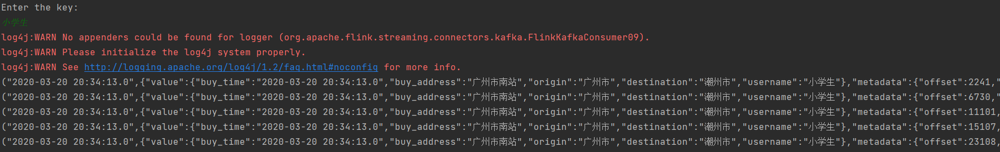 Enter the key:
小学生
log4j:WARN No appenders could be found for logger (org.apache.flink.streaming.connectors.kafka.FlinkKafkaConsumer09).
log4j:WARN Please initialize the log4j system properly.
log4j:WARN See http://logging.apache.org/log4j/1.2/faq.html#noconfig for more info.
("2020-03-20 20:34:13.0",{"value":{"buy_time":"2020-03-20 20:34:13.0","buy_address":"广州市南站","origin":"广州市","destination":"潮州市","username":"小学生"},"metadata":{"offset":2241,"
("2020-03-20 20:34:13.0",{"value":{"buy_time":"2020-03-20 20:34:13.0","buy_address":"广州市南站","origin":"广州市","destination":"潮州市","username":"小学生"},"metadata":{"offset":6730,"
("2020-03-20 20:34:13.0",{"value":{"buy_time":"2020-03-20 20:34:13.0","buy_address":"广州市南站","origin":"广州市","destination":"潮州市","username":"小学生"},"metadata":{"offset":11101,
("2020-03-20 20:34:13.0",{"value":{"buy_time":"2020-03-20 20:34:13.0","buy_address":"广州市南站","origin":"广州市","destination":"潮州市","username":"小学生"},"metadata":{"offset":15107,
("2020-03-20 20:34:13.0",{"value":{"buy_time":"2020-03-20 20:34:13.0","buy_address":"广州市南站","origin":"广州市","destination":"潮州市","username":"小学生"},"metadata":{"offset":23108,